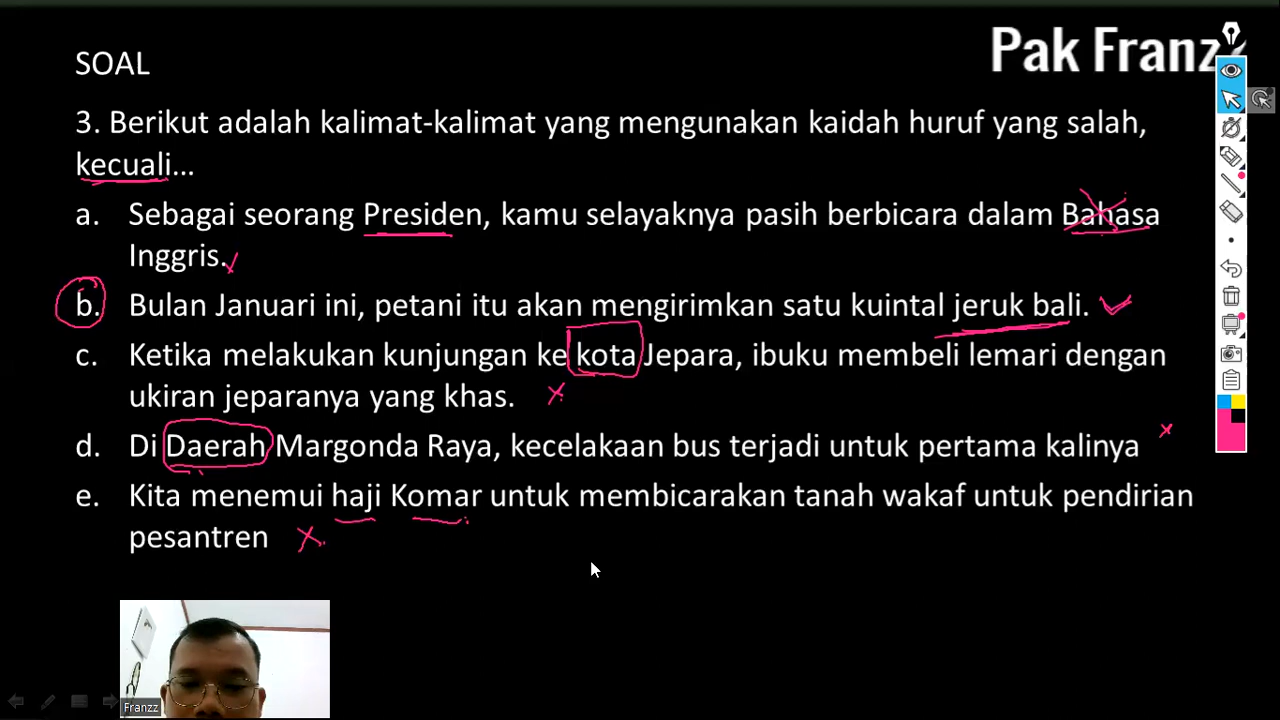 Pak Franzz
SOAL
3. Berikut adalah kalimat-kalimat yang mengunakan kaidah huruf yang salah,
kecuali...
a. Sebagai seorang Presiden, kamu selayaknya pasih berbicara dalam Bahasa
Inggris.
b. Bulan Januari ini, petani itu akan mengirimkan satu kuintal jeruk bali.
c. Ketika melakukan kunjungan ke kota Jepara, ibuku membeli lemari dengan
ukiran jeparanya yang khas.
d. Di Daerah Margonda Raya, kecelakaan bus terjadi untuk pertama kalinya
e. Kita menemui haji Komar untuk membicarakan tanah wakaf untuk pendirian
pesantren
Franzz